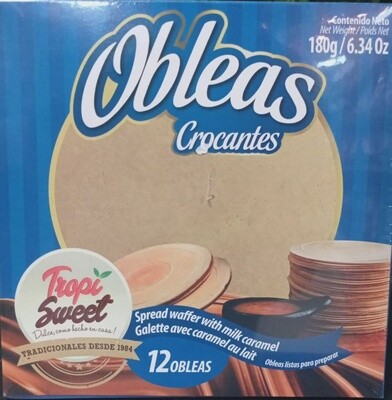 Contenido Neto
Net Weight / Poids Net
180g/6.34 Oz
Obleas
Crocantes
Tropi
Sweet
Dulce, como hecho en casa!
TRADICIONALES DESDE 1984
Spread waffer with milk caramel
Galette avec caramel au lait
12 OBLEAS
Obleas listas para preparar